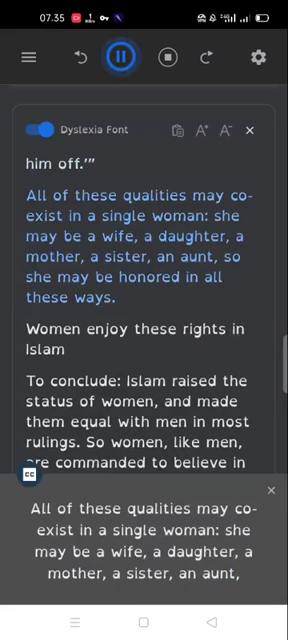 07.35
Dyslexia Font
A+
A-
him off.'"
All of these qualities may co-
exist in a single woman: she
may be a wife, a daughter, a
mother, a sister, an aunt, so
she may be honored in all
these ways.
Women enjoy these rights in
Islam
To conclude: Islam raised the
status of women, and made
them equal with men in most
rulings. So women, like men,
are commanded to believe in
CC
All of these qualities may co-
exist in a single woman: she
may be a wife, a daughter, a
mother, a sister, an aunt,